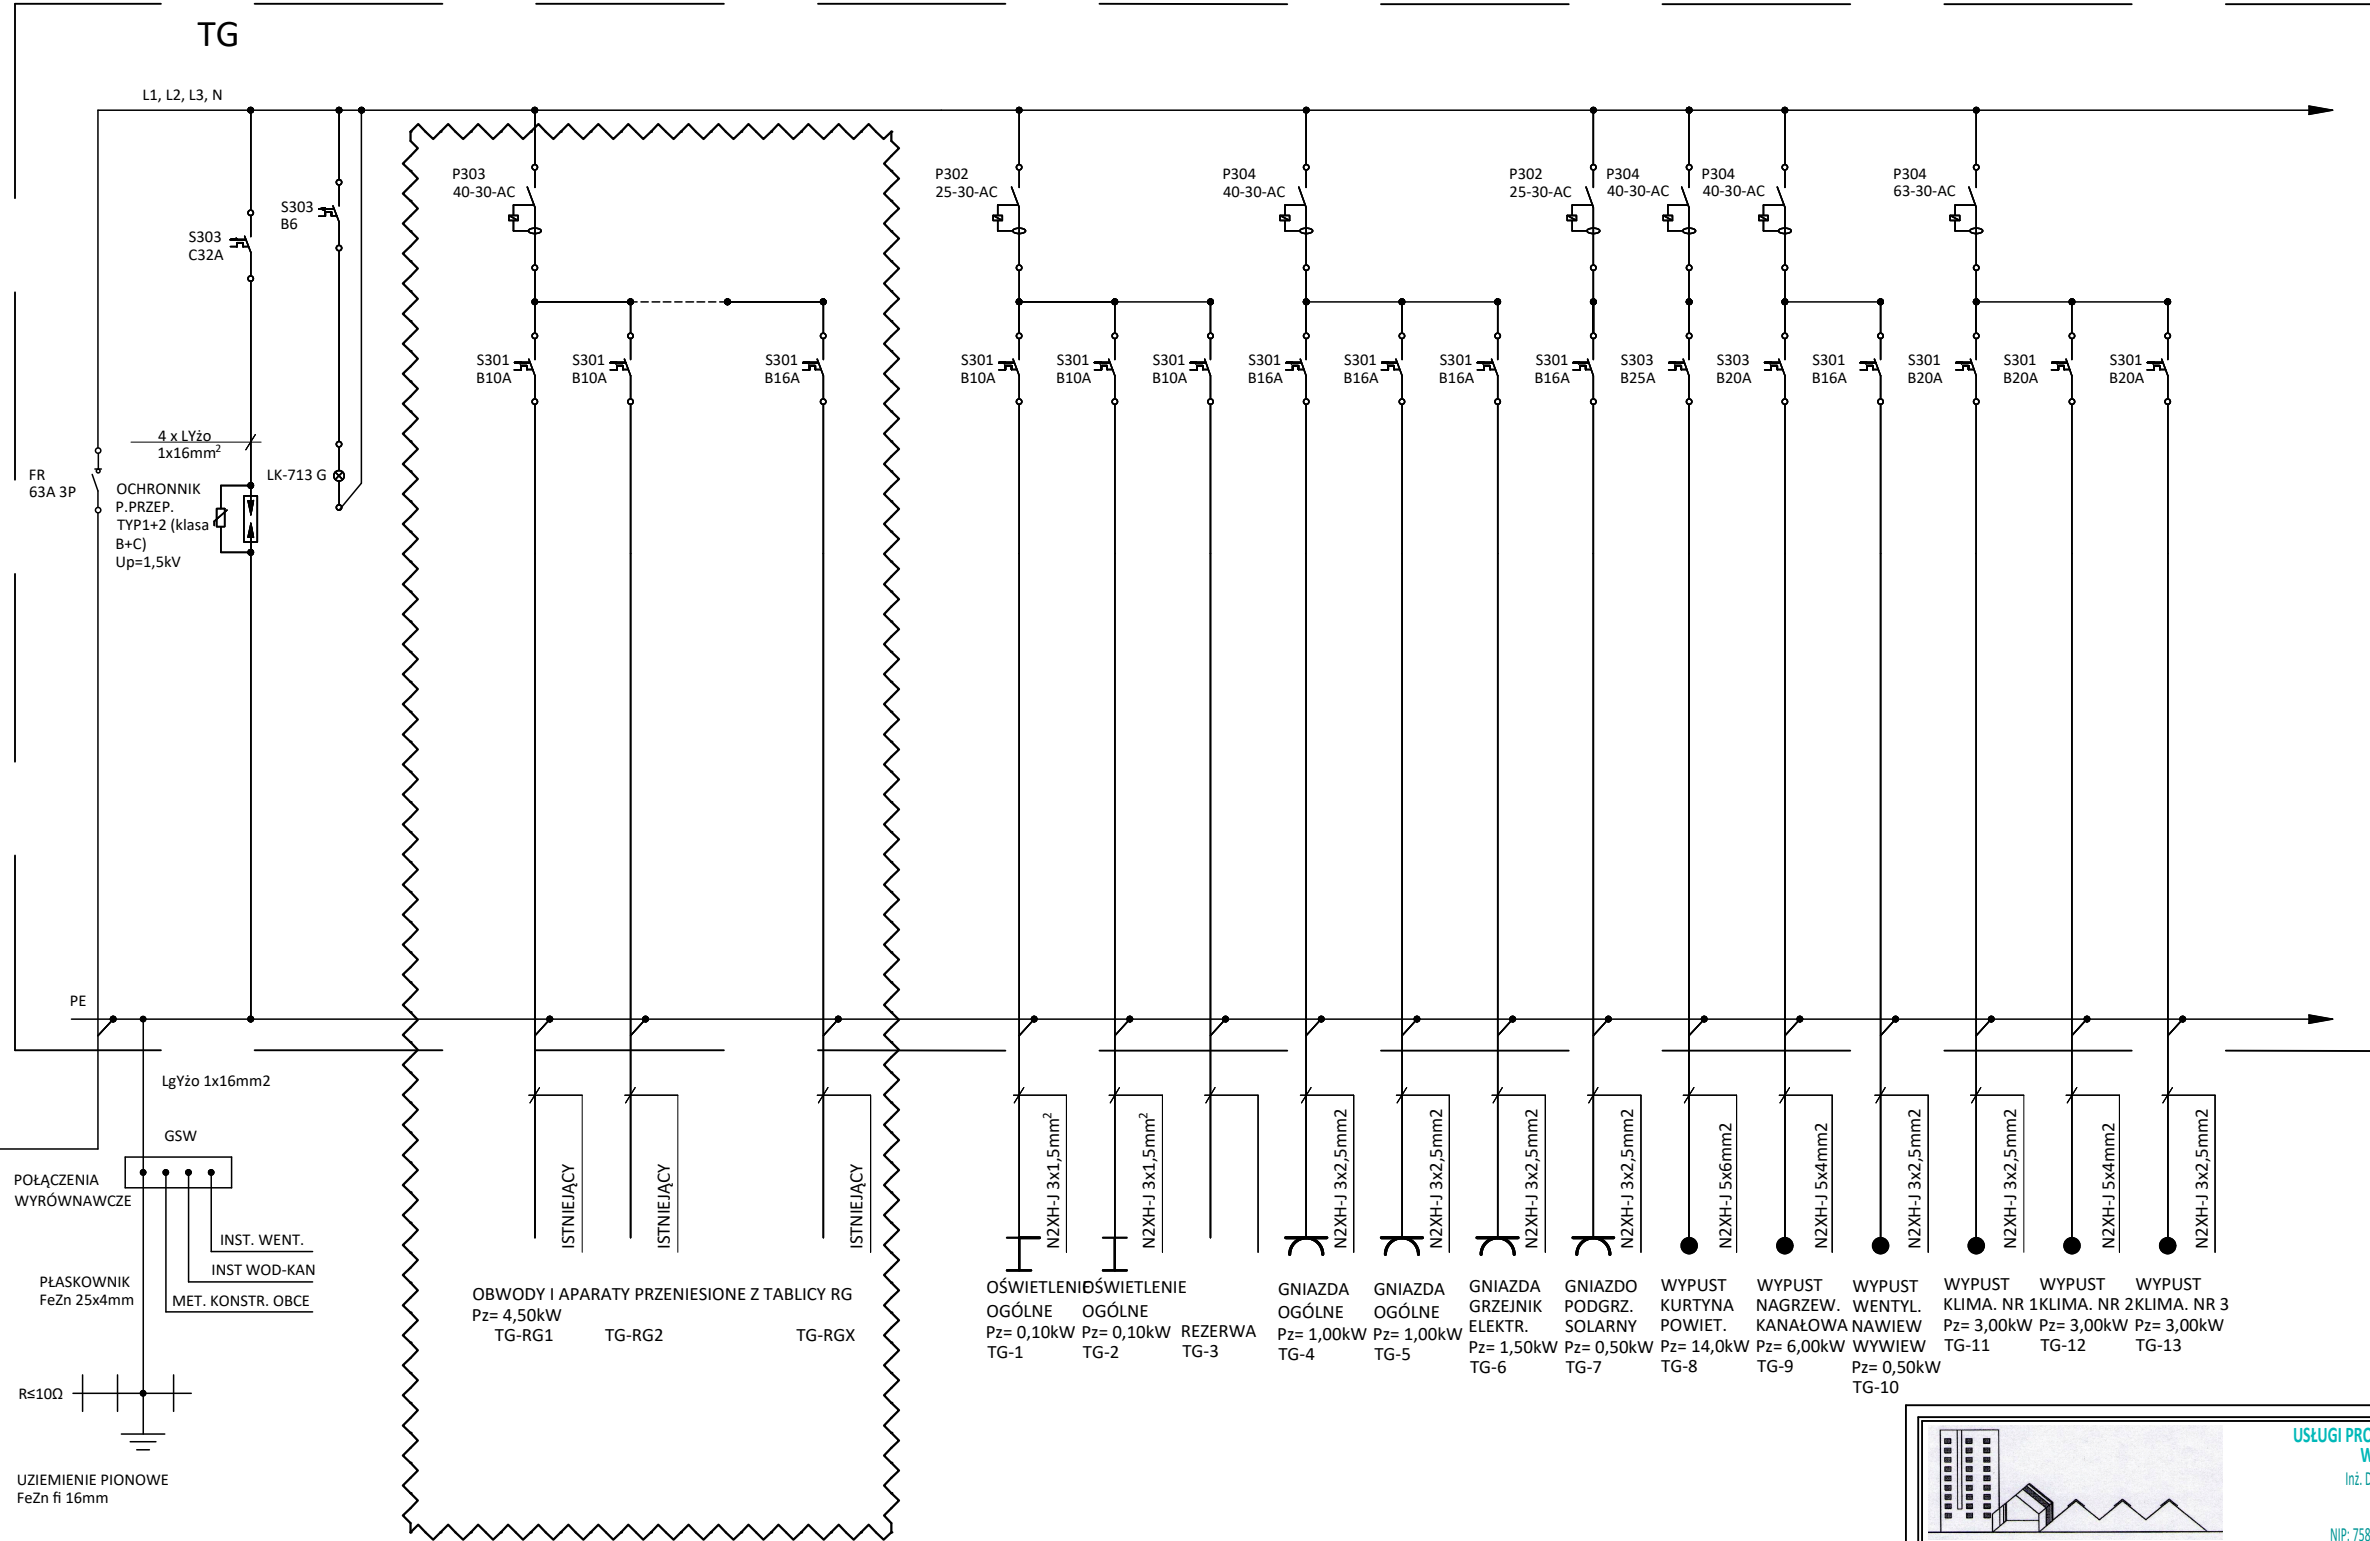 TG
L1, L2, L3, N
S303
C32A
S303
B6
4 x LYżo
1x16mm²
FR
63A 3P
OCHRONNIK
P.PRZEP.
TYP1+2 (klasa
B+C)
Up=1,5kV
LK-713 G
P303
40-30-AC
P302
25-30-AC
P304
40-30-AC
P302
25-30-AC
P304
40-30-AC
P304
40-30-AC
P304
63-30-AC
S301
B10A
S301
B10A
S301
B16A
S301
B10A
S301
B10A
S301
B10A
S301
B16A
S301
B16A
S301
B16A
S301
B16A
S303
B25A
S303
B20A
S301
B16A
S301
B20A
S301
B20A
S301
B20A
PE
LgYżo 1x16mm2
GSW
POŁĄCZENIA
WYRÓWNAWCZE
INST. WENT.
INST WOD-KAN
MET. KONSTR. OBCE
PŁASKOWNIK
FeZn 25x4mm
R≤10Ω
UZIEMIENIE PIONOWE
FeZn fi 16mm
ISTNIEJĄCY
ISTNIEJĄCY
ISTNIEJĄCY
N2XH-J 3x1,5mm²
N2XH-J 3x1,5mm²
N2XH-J 3x2,5mm2
N2XH-J 3x2,5mm2
N2XH-J 3x2,5mm2
N2XH-J 3x2,5mm2
N2XH-J 5x6mm2
N2XH-J 5x4mm2
N2XH-J 3x2,5mm2
N2XH-J 3x2,5mm2
N2XH-J 5x4mm2
N2XH-J 3x2,5mm2
OBWODY I APARATY PRZENIESIONE Z TABLICY RG
Pz= 4,50kW
TG-RG1
TG-RG2
TG-RGX
OŚWIETLENIE
OGÓLNE
Pz= 0,10kW
TG-1
OŚWIETLENIE
OGÓLNE
Pz= 0,10kW
TG-2
REZERWA
TG-3
GNIAZDA
OGÓLNE
Pz= 1,00kW
TG-4
GNIAZDA
OGÓLNE
Pz= 1,00kW
TG-5
GNIAZDA
GRZEJNIK
ELEKTR.
Pz= 1,50kW
TG-6
GNIAZDO
PODGRZ.
SOLARNY
Pz= 0,50kW
TG-7
WYPUST
KURTYNA
POWIET.
Pz= 14,0kW
TG-8
WYPUST
NAGRZEW.
KANAŁOWA
Pz= 6,00kW
TG-9
WYPUST
WENTYL.
NAWIEW
WYWIEW
Pz= 0,50kW
TG-10
WYPUST
KLIMA. NR 1
Pz= 3,00kW
TG-11
WYPUST
KLIMA. NR 2
Pz= 3,00kW
TG-12
WYPUST
KLIMA. NR 3
Pz= 3,00kW
TG-13
USŁUGI PRO
W
Inż. D
NIP: 758